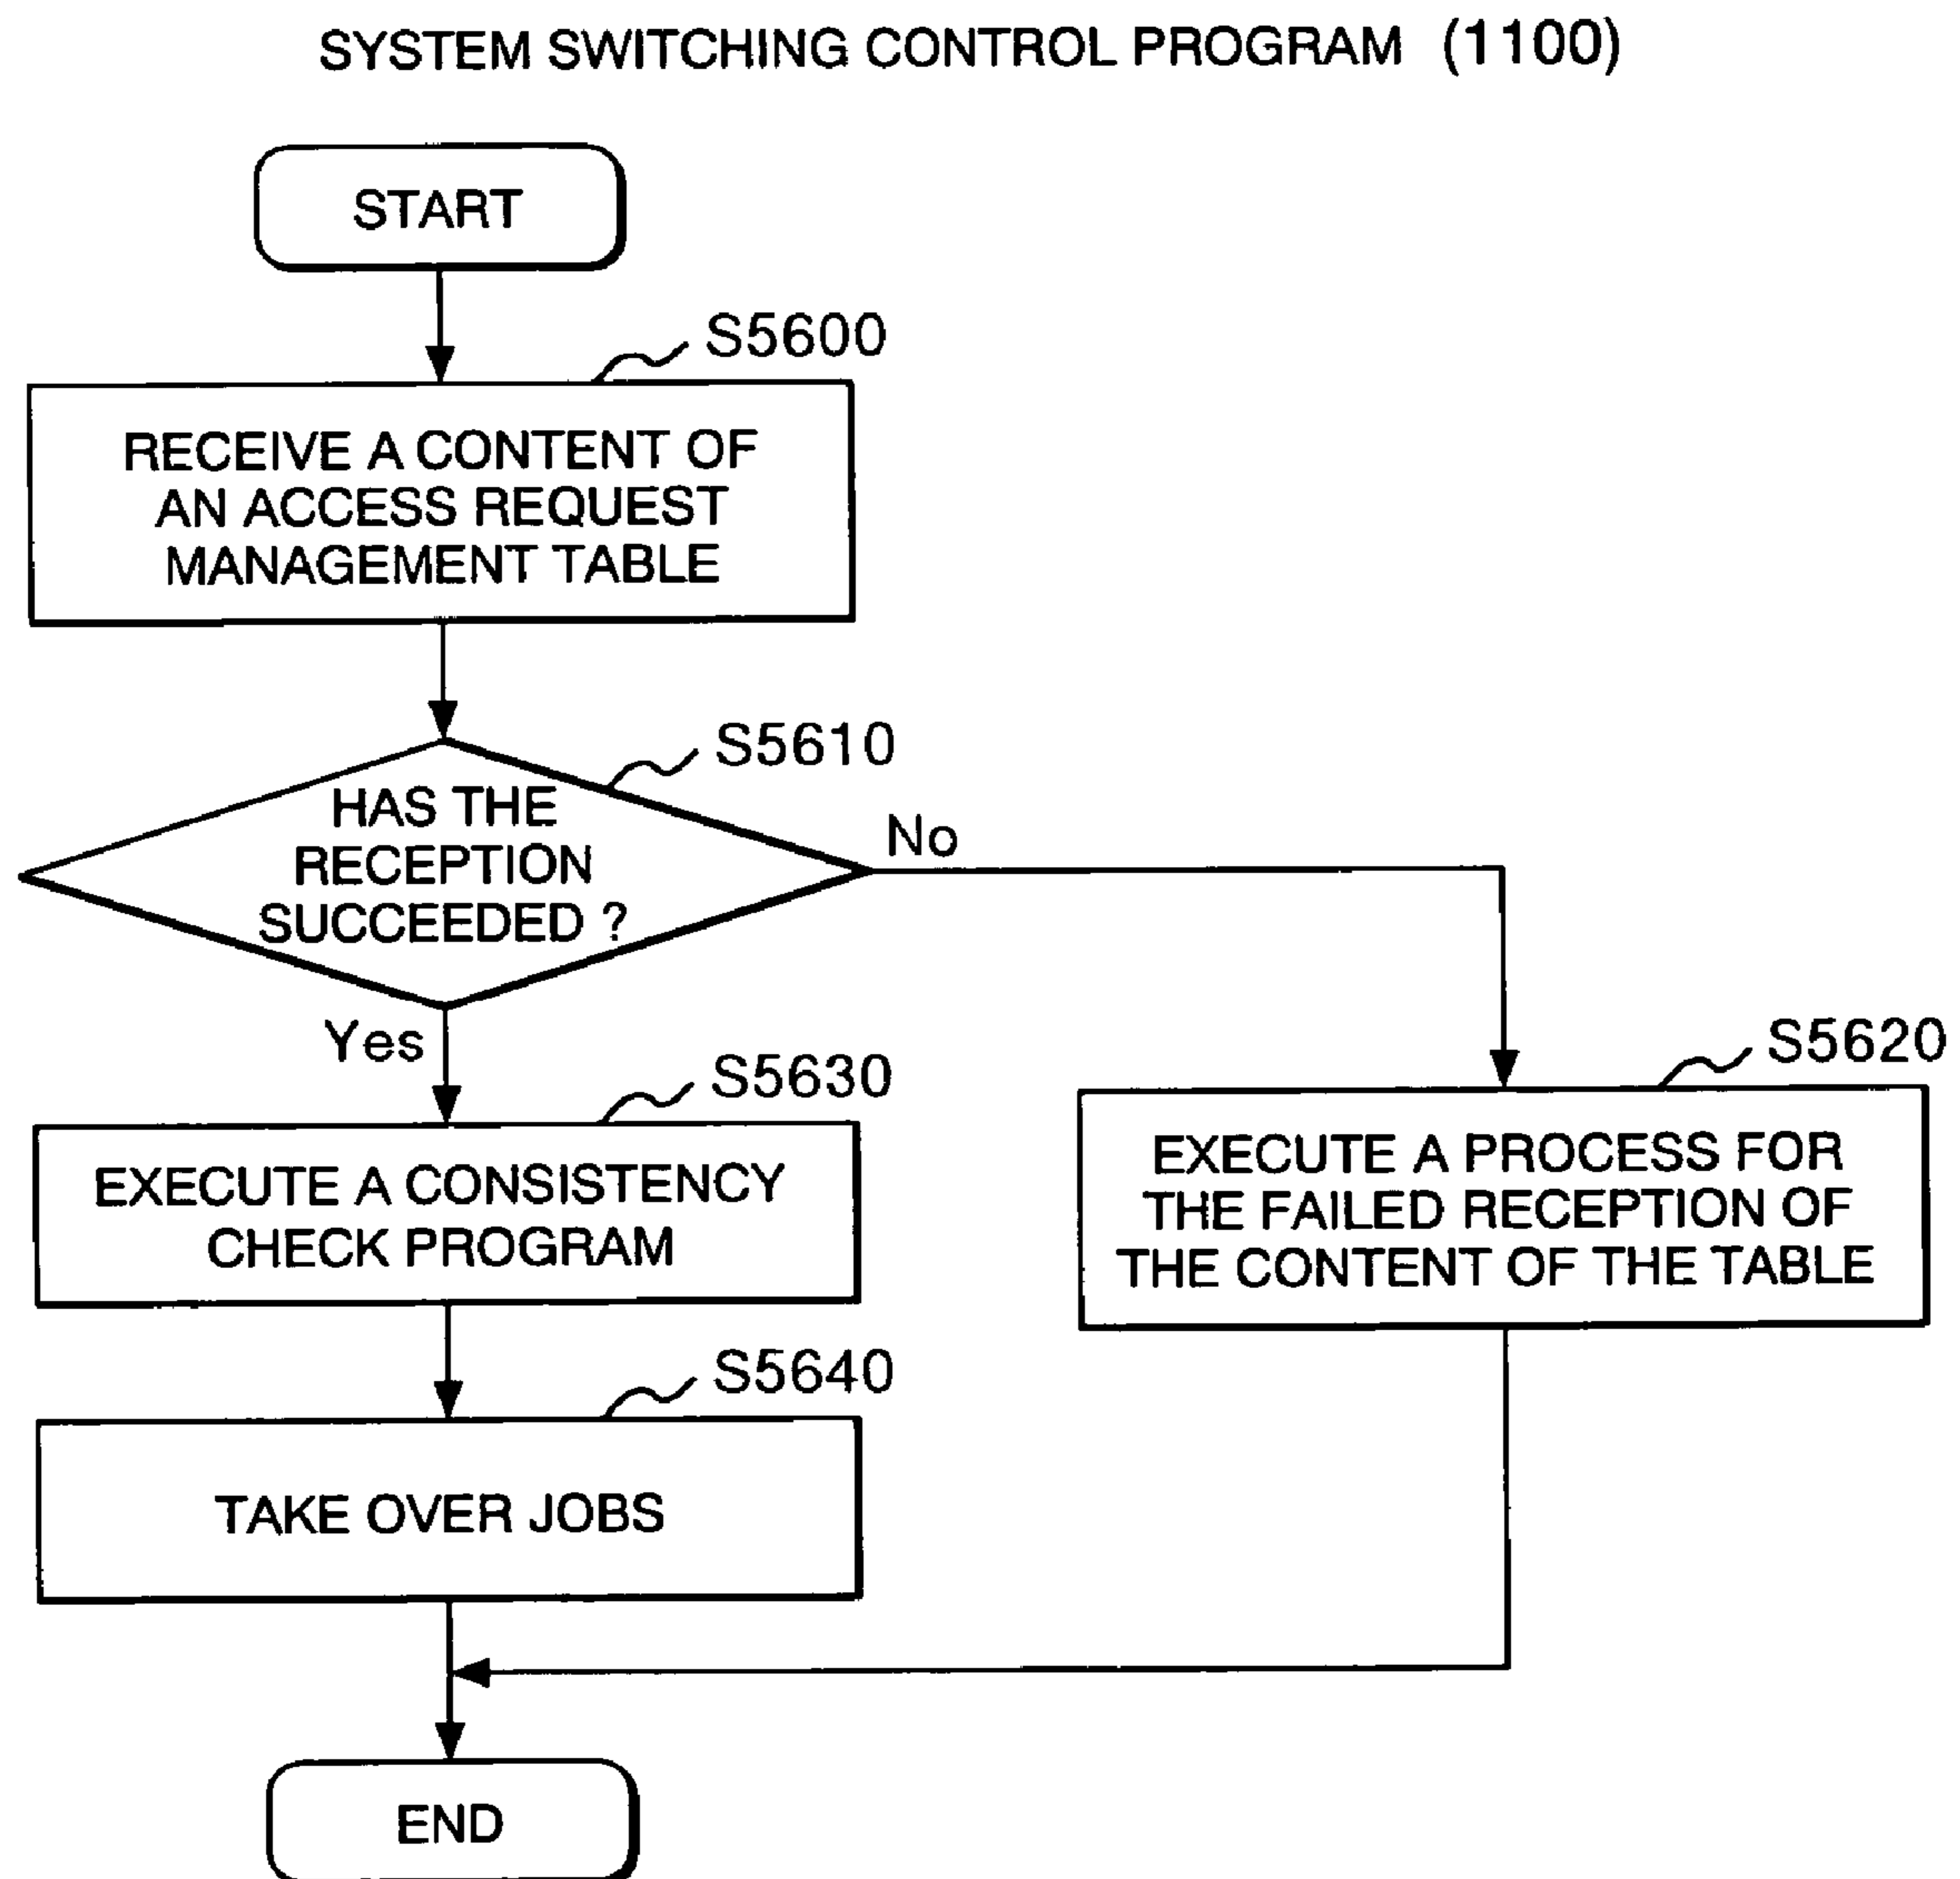 SYSTEM SWITCHING CONTROL PROGRAM (1100)
START
S5600
RECEIVE A CONTENT OF
AN ACCESS REQUEST
MANAGEMENT TABLE
S5610
HAS THE
RECEPTION
SUCCEEDED ?
No
Yes
S5630
EXECUTE A CONSISTENCY
CHECK PROGRAM
S5620
EXECUTE A PROCESS FOR
THE FAILED RECEPTION OF
THE CONTENT OF THE TABLE
S5640
TAKE OVER JOBS
END